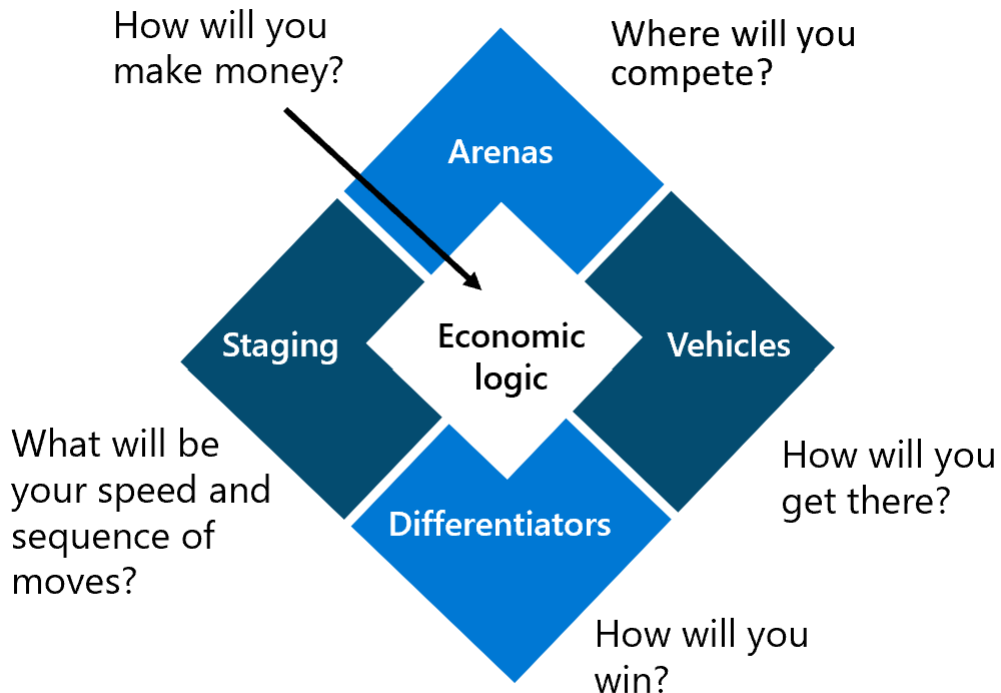 How will you
make money?
Where will you
compete?
Arenas
Staging
Economic
logic
Vehicles
What will be
your speed and
sequence of
moves?
How will you
get there?
Differentiators
How will you
win?